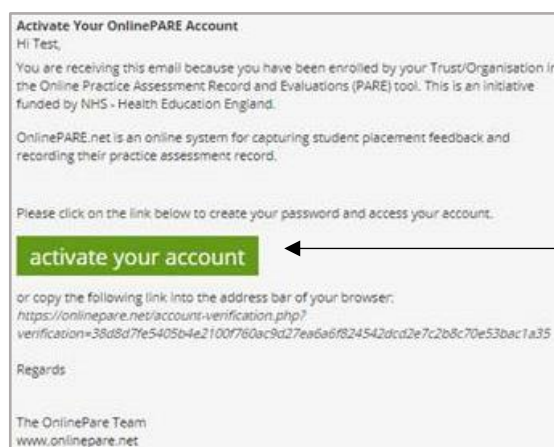 Activate Your OnlinePARE Account
Hi Test,
You are receiving this email because you have been enrolled by your Trust/Organisation in
the Online Practice Assessment Record and Evaluations (PARE) tool. This is an initiative
funded by NHS - Health Education England.
OnlinePARE.net is an online system for capturing student placement feedback and
recording their practice assessment record.
Please click on the link below to create your password and access your account.
activate your account
or copy the following link into the address bar of your browser:
https://onlinepare.net/account-verification.php?
verification=38d8d7fe5405b4e2100f760ac9d27ea6a6f824542dcd2e7c2b8c70e53bac1a35
Regards
The OnlinePare Team
www.onlinepare.net